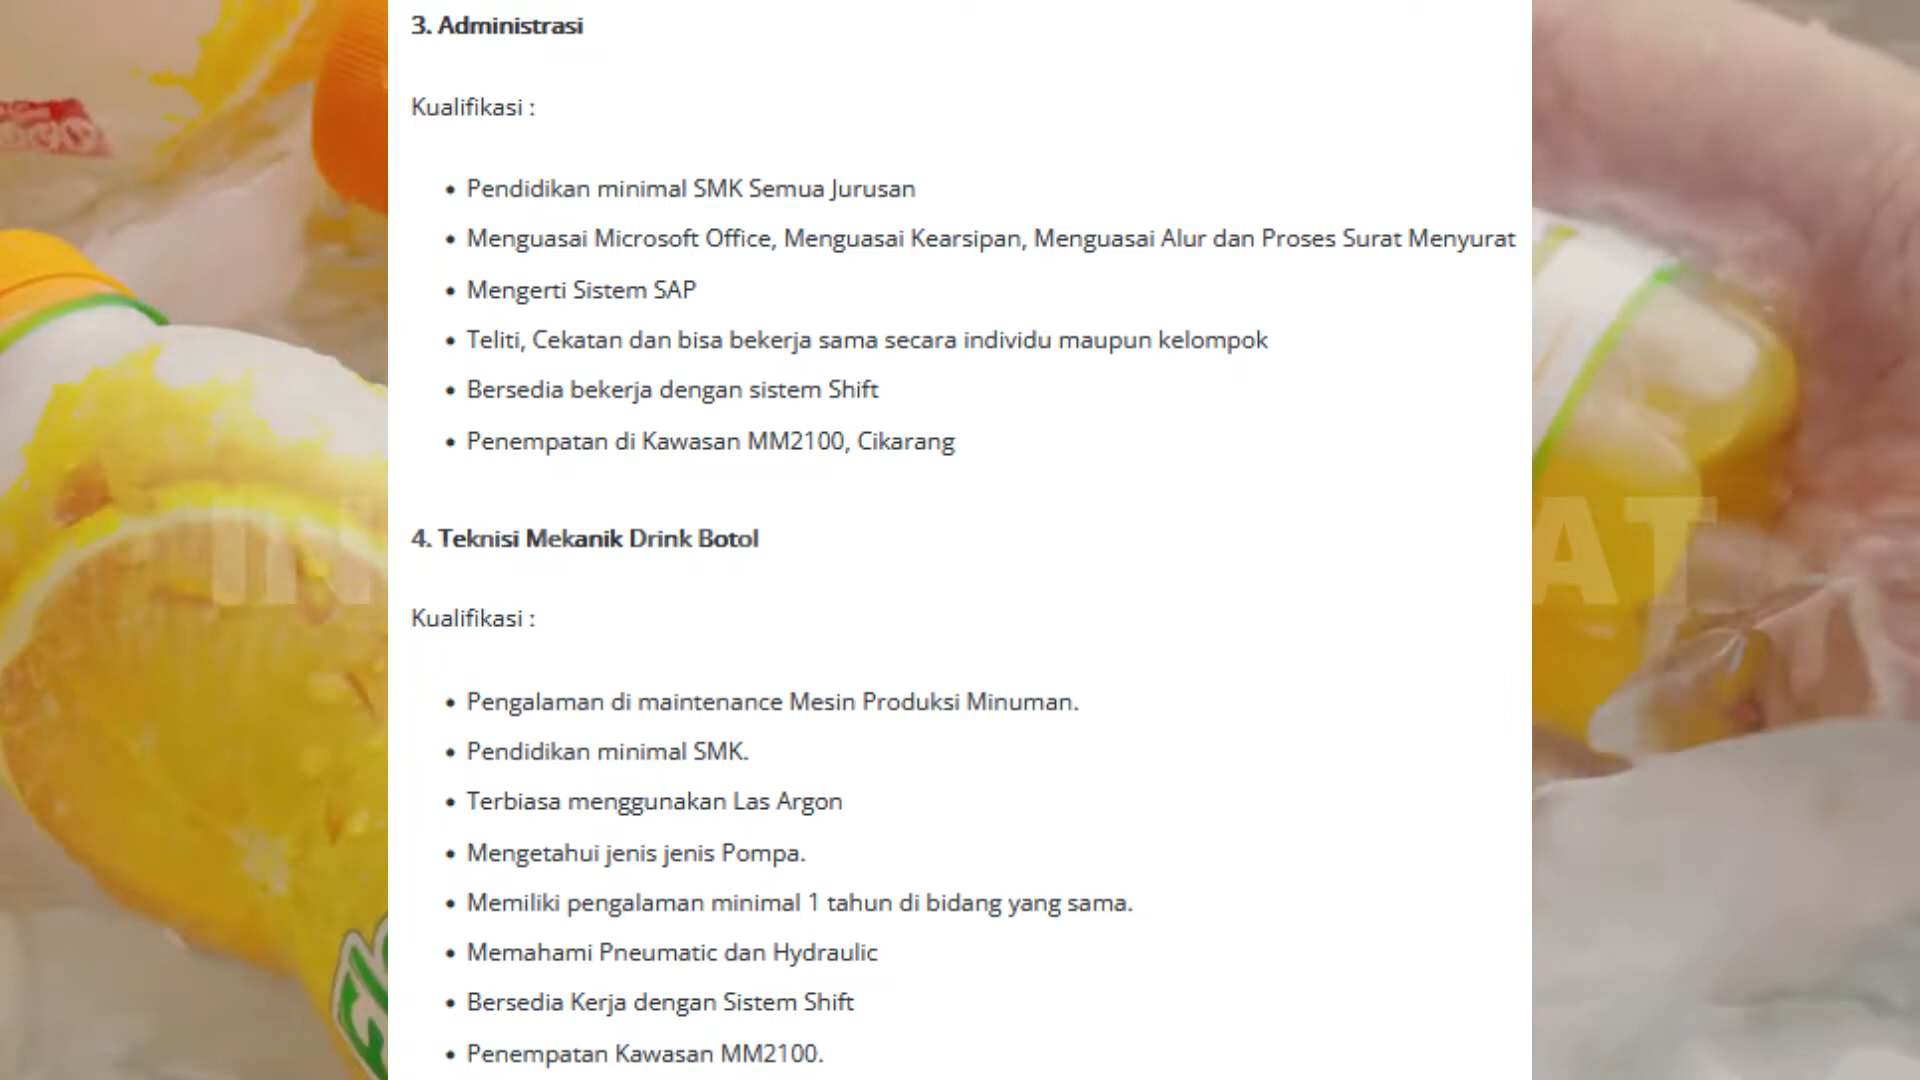 3. Administrasi
Kualifikasi :
• Pendidikan minimal SMK Semua Jurusan
• Menguasai Microsoft Office, Menguasai Kearsipan, Menguasai Alur dan Proses Surat Menyurat
• Mengerti Sistem SAP
• Teliti, Cekatan dan bisa bekerja sama secara individu maupun kelompok
• Bersedia bekerja dengan sistem Shift
• Penempatan di Kawasan MM2100, Cikarang
4. Teknisi Mekanik Drink Botol
Kualifikasi :
• Pengalaman di maintenance Mesin Produksi Minuman.
• Pendidikan minimal SMK.
• Terbiasa menggunakan Las Argon
• Mengetahui jenis jenis Pompa.
• Memiliki pengalaman minimal 1 tahun di bidang yang sama.
• Memahami Pneumatic dan Hydraulic
• Bersedia Kerja dengan Sistem Shift
• Penempatan Kawasan MM2100.